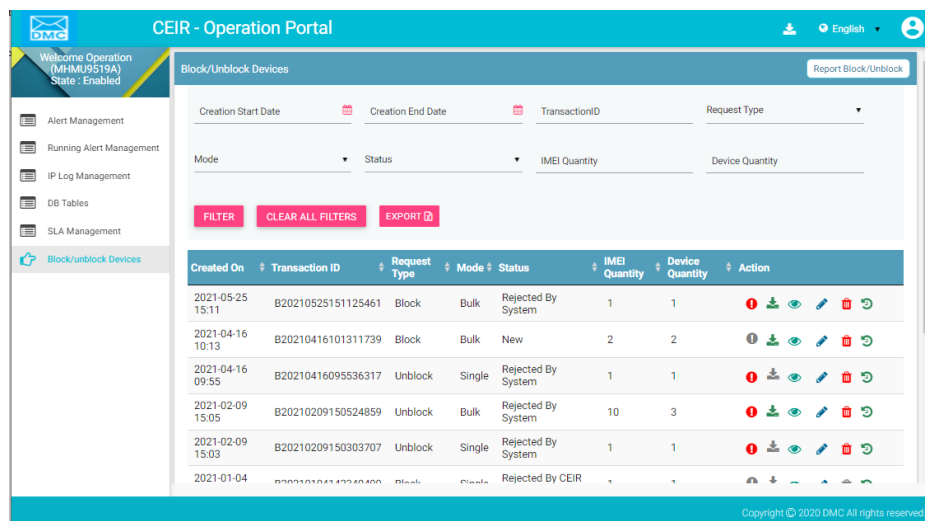 DMC
CEIR - Operation Portal
English
Welcome Operation
(MHMU9519A)
State : Enabled
Alert Management
Running Alert Management
IP Log Management
DB Tables
SLA Management
Block/unblock Devices
Block/Unblock Devices
Report Block/Unblock
Creation Start Date
Creation End Date
TransactionID
Request Type
Mode
Status
IMEI Quantity
Device Quantity
FILTER
CLEAR ALL FILTERS
EXPORT
Created On Transaction ID Request Type Mode Status IMEI Quantity Device Quantity Action
2021-05-25 15:11 B20210525151125461 Block Bulk Rejected By System 1 1
2021-04-16 10:13 B20210416101311739 Block Bulk New 2 2
2021-04-16 09:55 B20210416095536317 Unblock Single Rejected By System 1 1
2021-02-09 15:05 B20210209150524859 Unblock Bulk Rejected By System 10 3
2021-02-09 15:03 B20210209150303707 Unblock Single Rejected By System 1 1
2021-01-04 Rejected By CEIR
Copyright © 2020 DMC All rights reserved